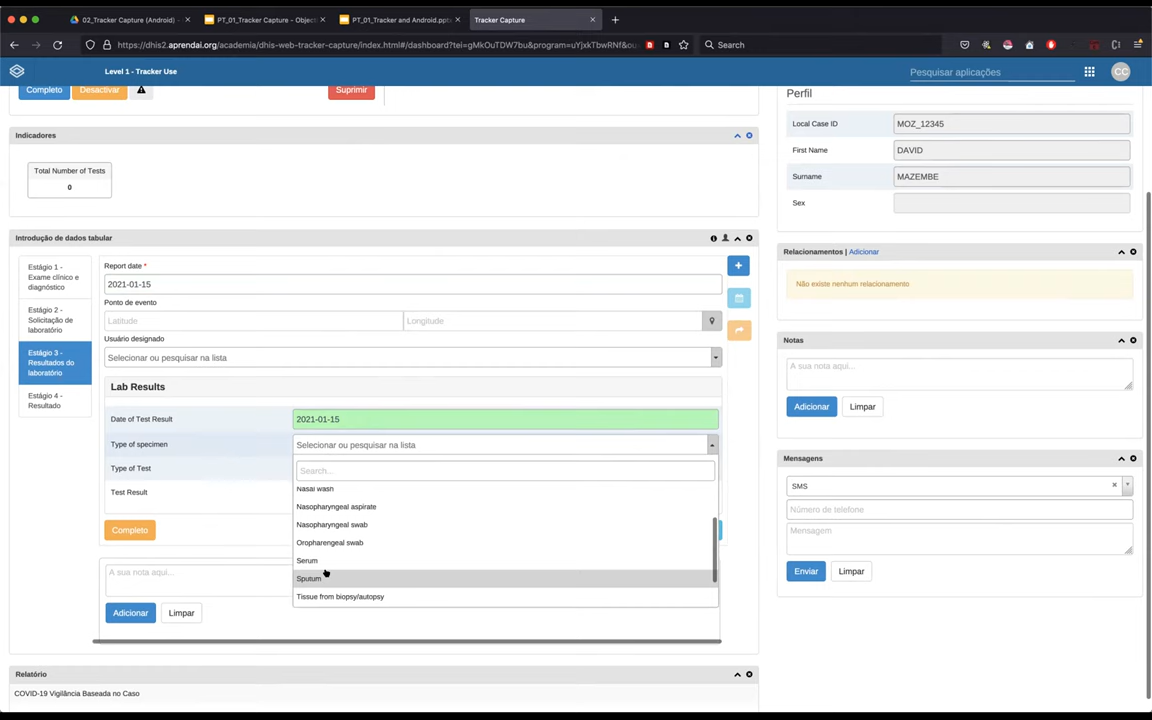 02_Tracker Capture (Android) -
PT_01_Tracker Capture - Object
PT_01_Tracker and Android.pptx
Tracker Capture
https://dhis2.aprendai.org/academia/dhis-web-tracker-capture/index.html#/dashboard?tei=gMkOuTDW7bu&program=uYjxkTbwRNf&ou
Search
Level 1 - Tracker Use
Pesquisar aplicações
CC
Completo
Desactivar
Suprimir
Perfil
Local Case ID
MOZ_12345
First Name
DAVID
Surname
MAZEMBE
Sex
Indicadores
Total Number of Tests
0
Introdução de dados tabular
Estágio 1 -
Exame clínico e
diagnóstico
Estágio 2 -
Solicitação de
laboratório
Estágio 3 -
Resultados do
laboratório
Estágio 4 -
Resultado
Report date *
2021-01-15
Ponto de evento
Latitude
Longitude
Usuário designado
Selecionar ou pesquisar na lista
Lab Results
Date of Test Result
2021-01-15
Type of specimen
Selecionar ou pesquisar na lista
Type of Test
Search...
Test Result
Nasal wash
Nasopharyngeal aspirate
Nasopharyngeal swab
Oropharengeal swab
Serum
Sputum
Tissue from biopsy/autopsy
Completo
A sua nota aqui...
Adicionar
Limpar
Relacionamentos | Adicionar
Não existe nenhum relacionamento
Notas
A sua nota aqui...
Adicionar
Limpar
Mensagens
SMS
Número de telefone
Mensagem
Enviar
Limpar
Relatório
COVID-19 Vigilância Baseada no Caso